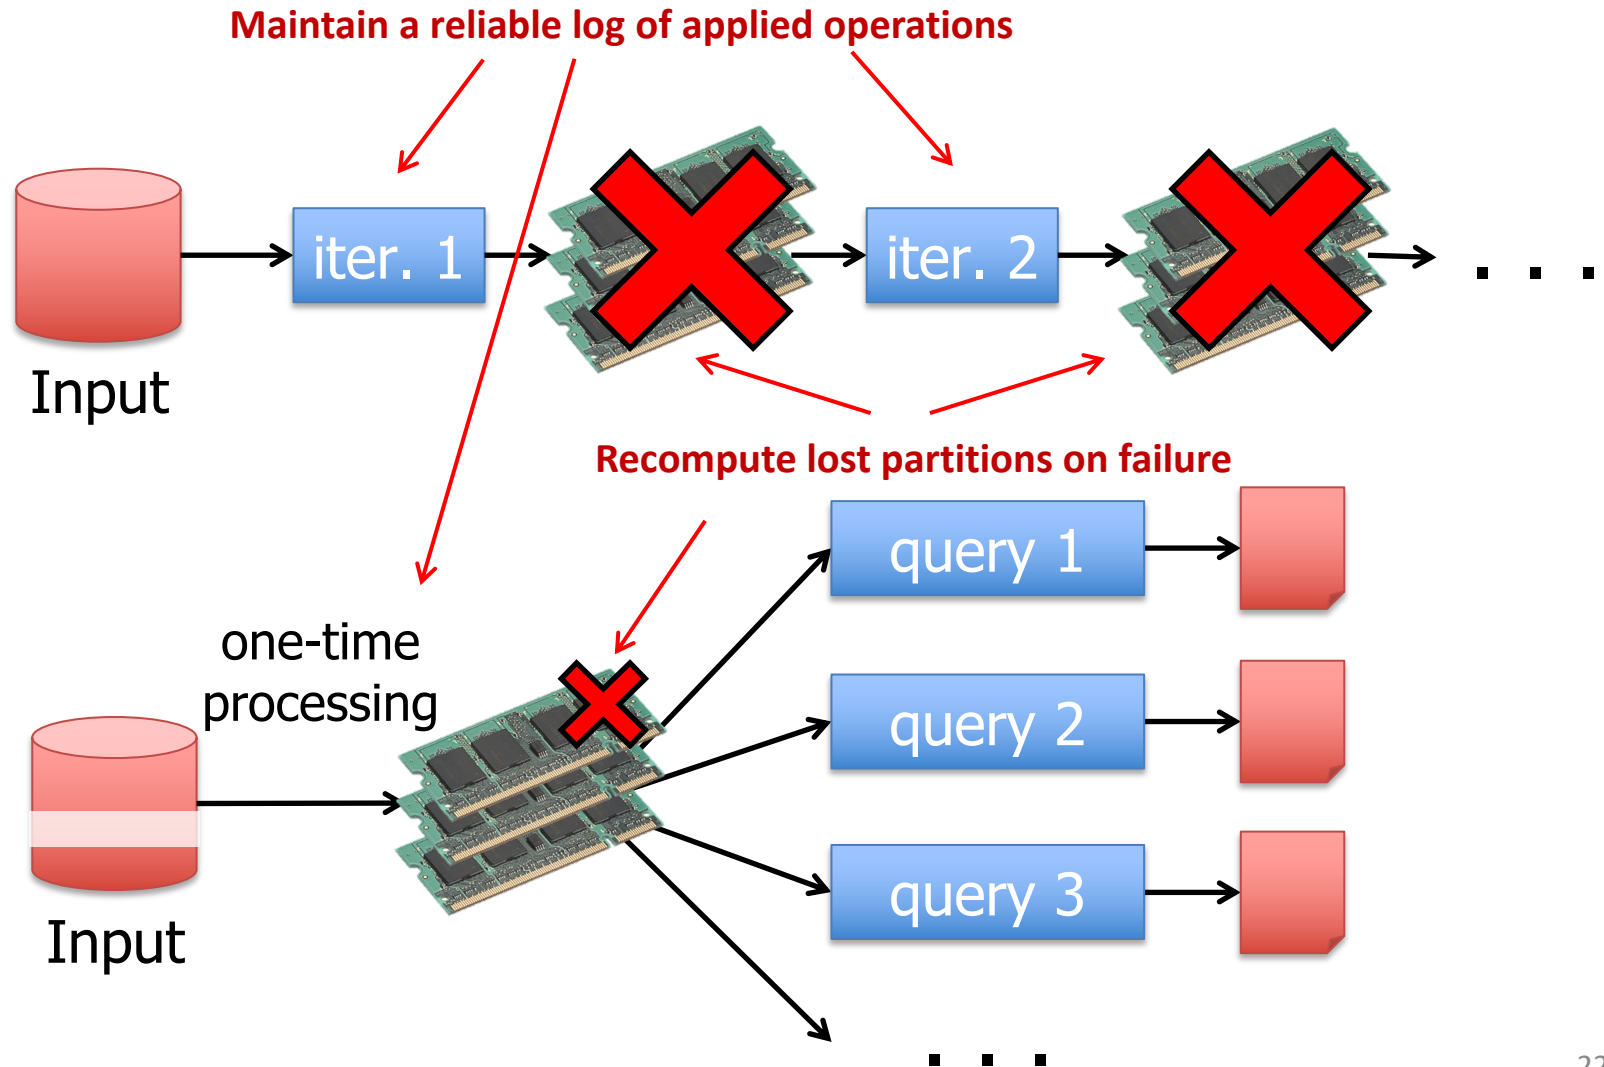 Maintain a reliable log of applied operations
iter. 1
iter. 2
. . .
Input
Recompute lost partitions on failure
query 1
one-time
processing
query 2
query 3
Input
. . .
22